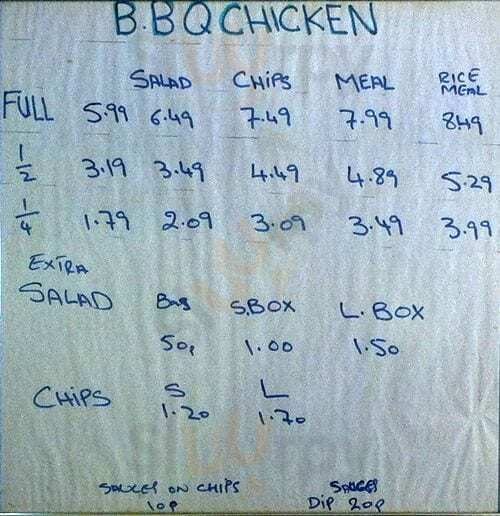 B.B Q CHICKEN
SALAD CHIPS MEAL RICE MEAL
FULL 5.99 6.49 7.49 7.99 8.49
1/2 3.19 3.49 4.49 4.89 5.29
1/4 1.79 2.09 3.09 3.49 3.99
EXTRA
SALAD Bag S.BOX L.BOX
50p 1.00 1.50
CHIPS S L
1.20 1.70
SAUCES ON CHIPS SAUCES
10p DIP 20p